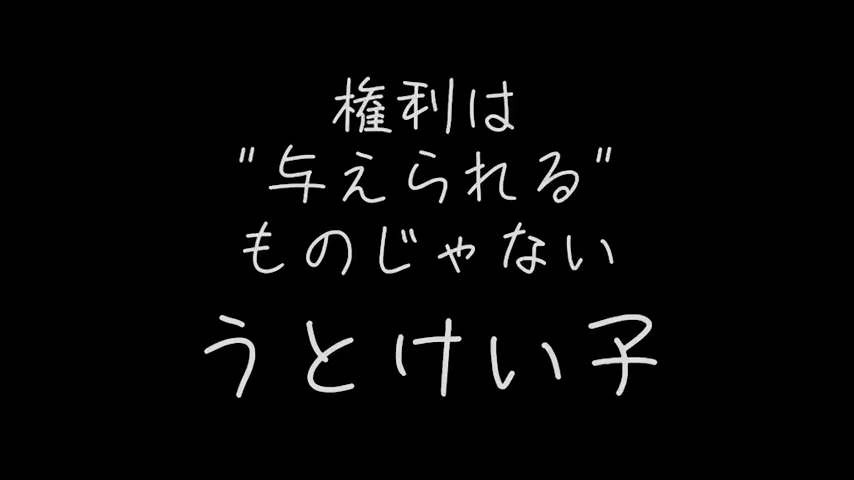 権利は
"与えられる"
ものじゃない
うとけい子